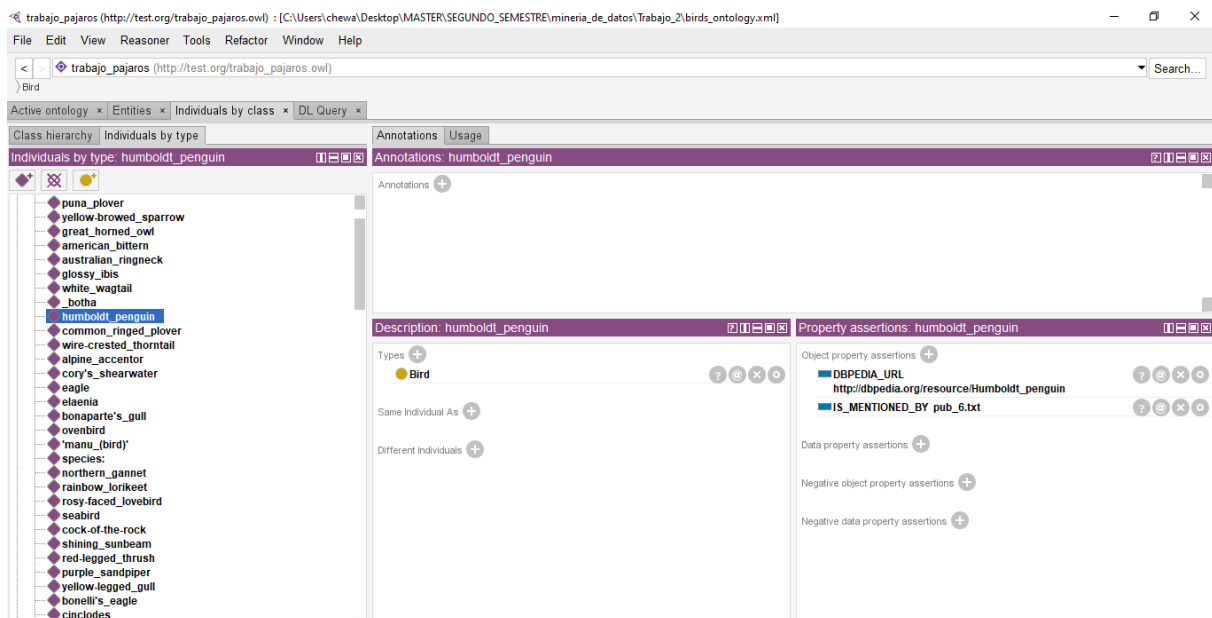 trabajo_pajaros (http://test.org/trabajo_pajaros.owl) : [C:\Users\chewa\Desktop\MASTER\SEGUNDO_SEMESTRE\mineria_de_datos\Trabajo_2\birds_ontology.xml]
File Edit View Reasoner Tools Refactor Window Help
< > trabajo_pajaros (http://test.org/trabajo_pajaros.owl) Search...
Bird
Active ontology × Entities × Individuals by class × DL Query ×
Class hierarchy Individuals by type
Individuals by type: humboldt_penguin
puna_plover
yellow-browed_sparrow
great_horned_owl
american_bittern
australian_ringneck
glossy_ibis
white_wagtail
_botha
humboldt_penguin
common_ringed_plover
wire-crested_thorntail
alpine_accentor
cory's_shearwater
eagle
elaenia
bonaparte's_gull
ovenbird
'manu_(bird)'
species:
northern_gannet
rainbow_lorikeet
rosy-faced_lovebird
seabird
cock-of-the-rock
shining_sunbeam
red-legged_thrush
purple_sandpiper
yellow-legged_gull
bonelli's_eagle
cinclodes
Annotations Usage
Annotations: humboldt_penguin
Annotations
Description: humboldt_penguin
Types
Bird
Same Individual As
Different Individuals
Property assertions: humboldt_penguin
Object property assertions
DBPEDIA_URL
http://dbpedia.org/resource/Humboldt_penguin
IS_MENTIONED_BY pub_6.txt
Data property assertions
Negative object property assertions
Negative data property assertions